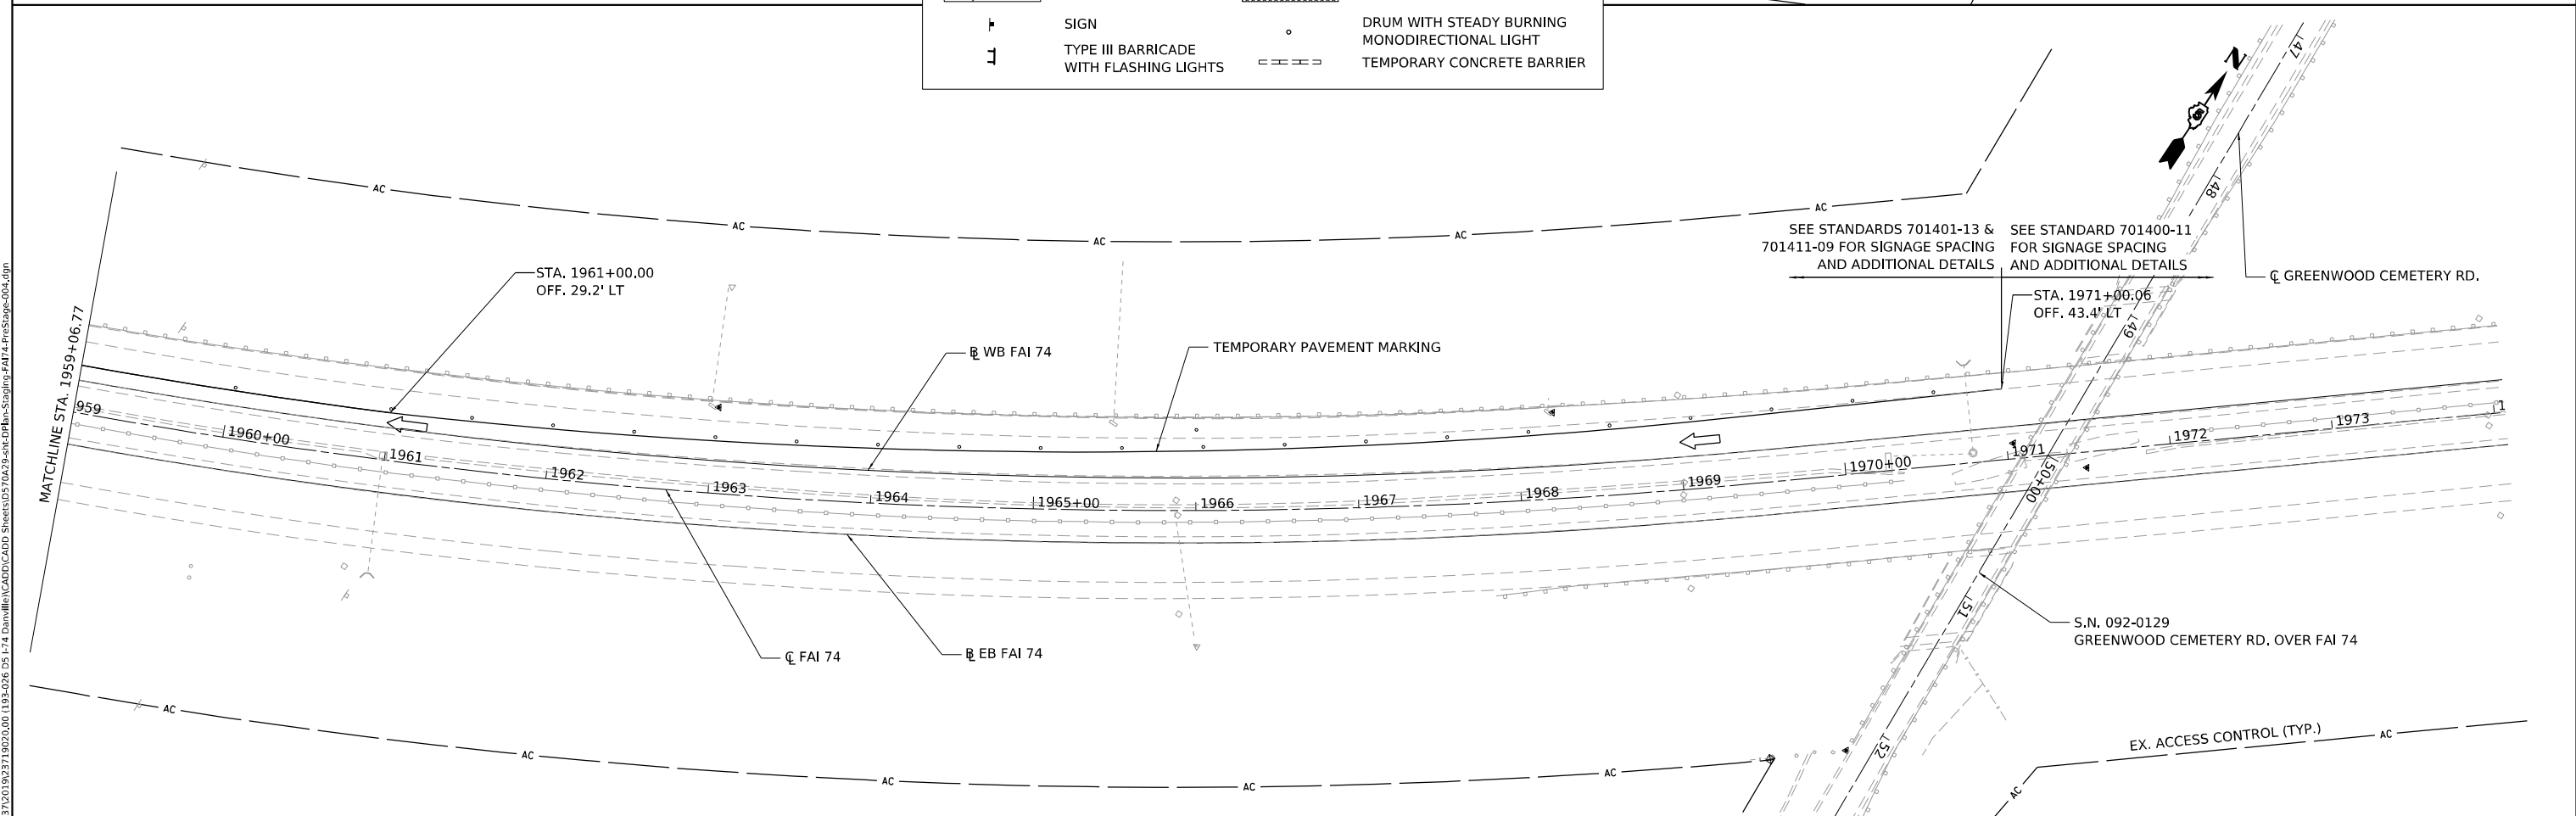 SIGN
TYPE III BARRICADE
WITH FLASHING LIGHTS
DRUM WITH STEADY BURNING
MONODIRECTIONAL LIGHT
TEMPORARY CONCRETE BARRIER
N
47
48
49
50+00
51
52
AC
AC
AC
AC
AC
SEE STANDARDS 701401-13 &
701411-09 FOR SIGNAGE SPACING
AND ADDITIONAL DETAILS
SEE STANDARD 701400-11
FOR SIGNAGE SPACING
AND ADDITIONAL DETAILS
℄ GREENWOOD CEMETERY RD.
STA. 1961+00.00
OFF. 29.2' LT
STA. 1971+00.06
OFF. 43.4' LT
MATCHLINE STA. 1959+06.77
BL WB FAI 74
TEMPORARY PAVEMENT MARKING
959
1960+00
1961
1962
1963
1964
1965+00
1966
1967
1968
1969
1970+00
1971
1972
1973
1
℄ FAI 74
BL EB FAI 74
S.N. 092-0129
GREENWOOD CEMETERY RD. OVER FAI 74
EX. ACCESS CONTROL (TYP.)
AC
AC
AC
AC
AC
AC
AC